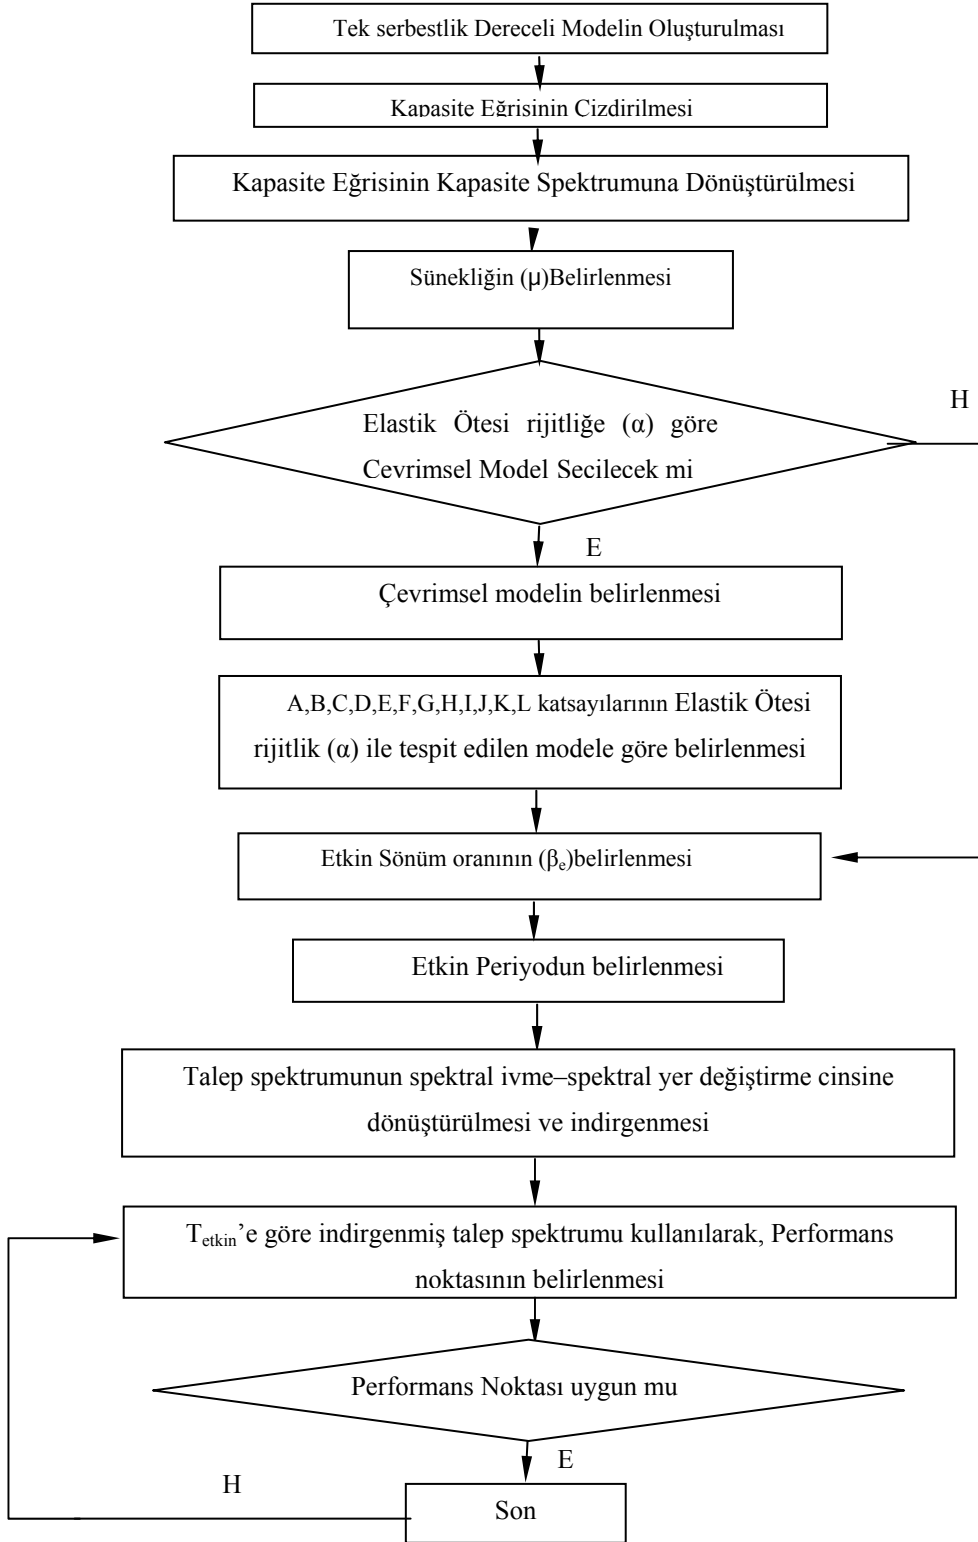 Tek serbestlik Dereceli Modelin Oluşturulması
Kapasite Eğrisinin Cizdirilmesi
Kapasite Eğrisinin Kapasite Spektrumuna Dönüştürülmesi
Sünekliğin (μ)Belirlenmesi
H
Elastik Ötesi rijitliğe (α) göre
Cevrimsel Model Secilecek mi
E
Çevrimsel modelin belirlenmesi
A,B,C,D,E,F,G,H,I,J,K,L katsayılarının Elastik Ötesi
rijitlik (α) ile tespit edilen modele göre belirlenmesi
Etkin Sönüm oranının (βe)belirlenmesi
Etkin Periyodun belirlenmesi
Talep spektrumunun spektral ivme–spektral yer değiştirme cinsine
dönüştürülmesi ve indirgenmesi
Tetkin’e göre indirgenmiş talep spektrumu kullanılarak, Performans
noktasının belirlenmesi
Performans Noktası uygun mu
E
H
Son